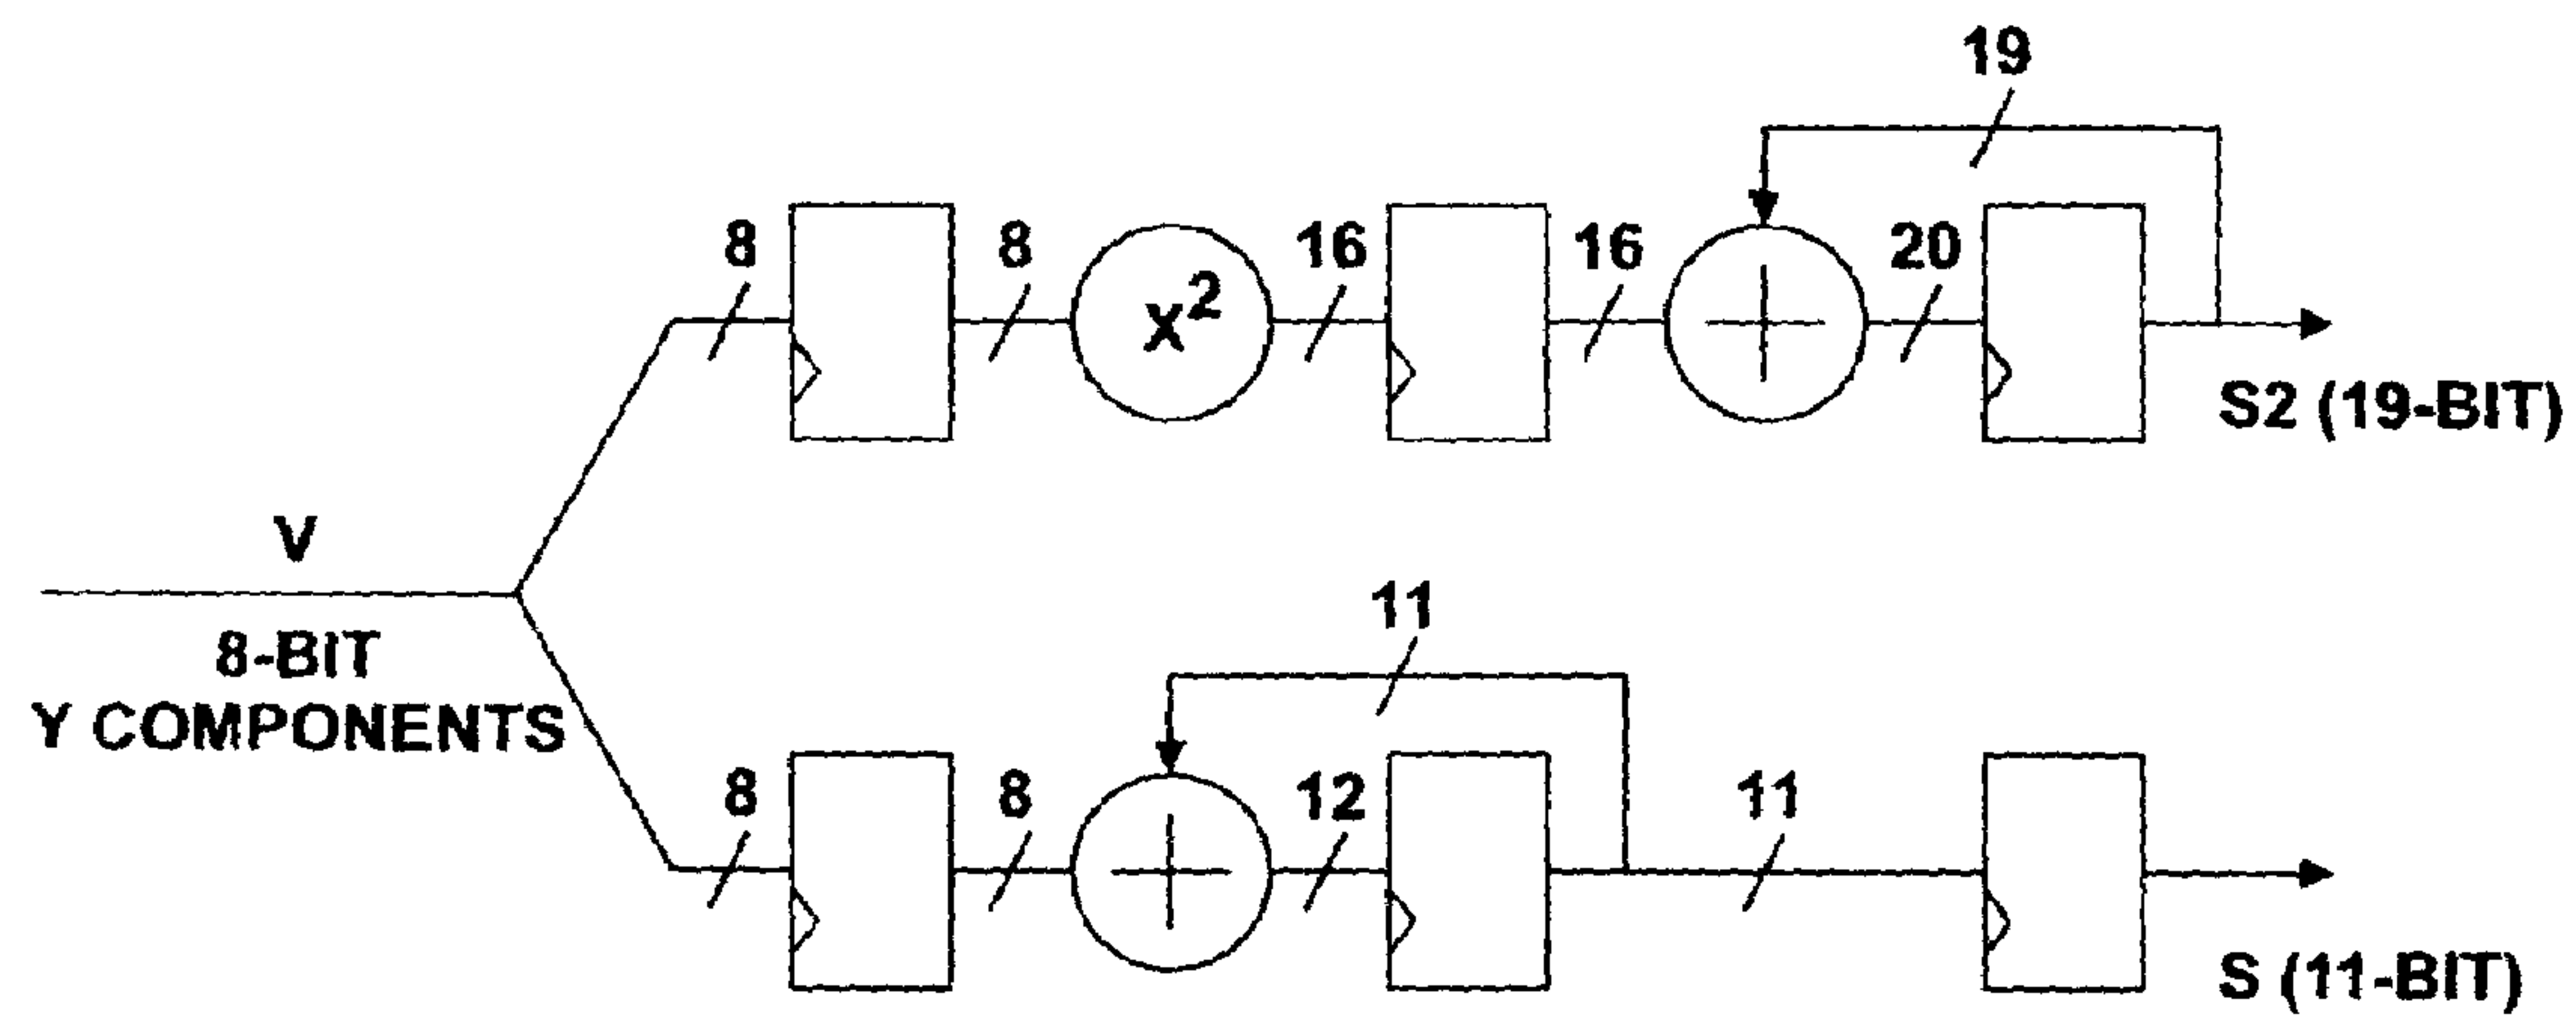 19
8
8
X²
16
16
20
S2 (19-BIT)
V
8-BIT
Y COMPONENTS
11
8
8
12
11
S (11-BIT)